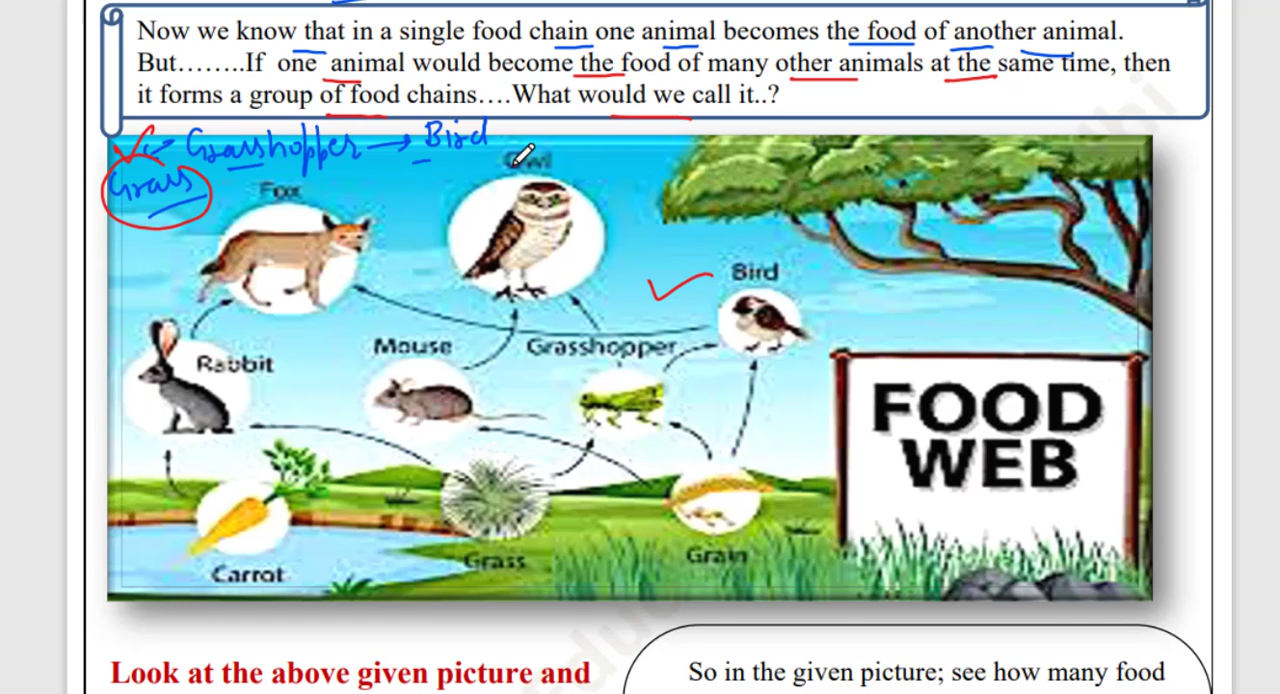 Now we know that in a single food chain one animal becomes the food of another animal.
But……..If one animal would become the food of many other animals at the same time, then
it forms a group of food chains….What would we call it..?
Grasshopper → Bird
Grass
Owl
Fox
Bird
Mouse
Grasshopper
Rabbit
FOOD
WEB
Grass
Grain
Carrot
Look at the above given picture and
So in the given picture; see how many food